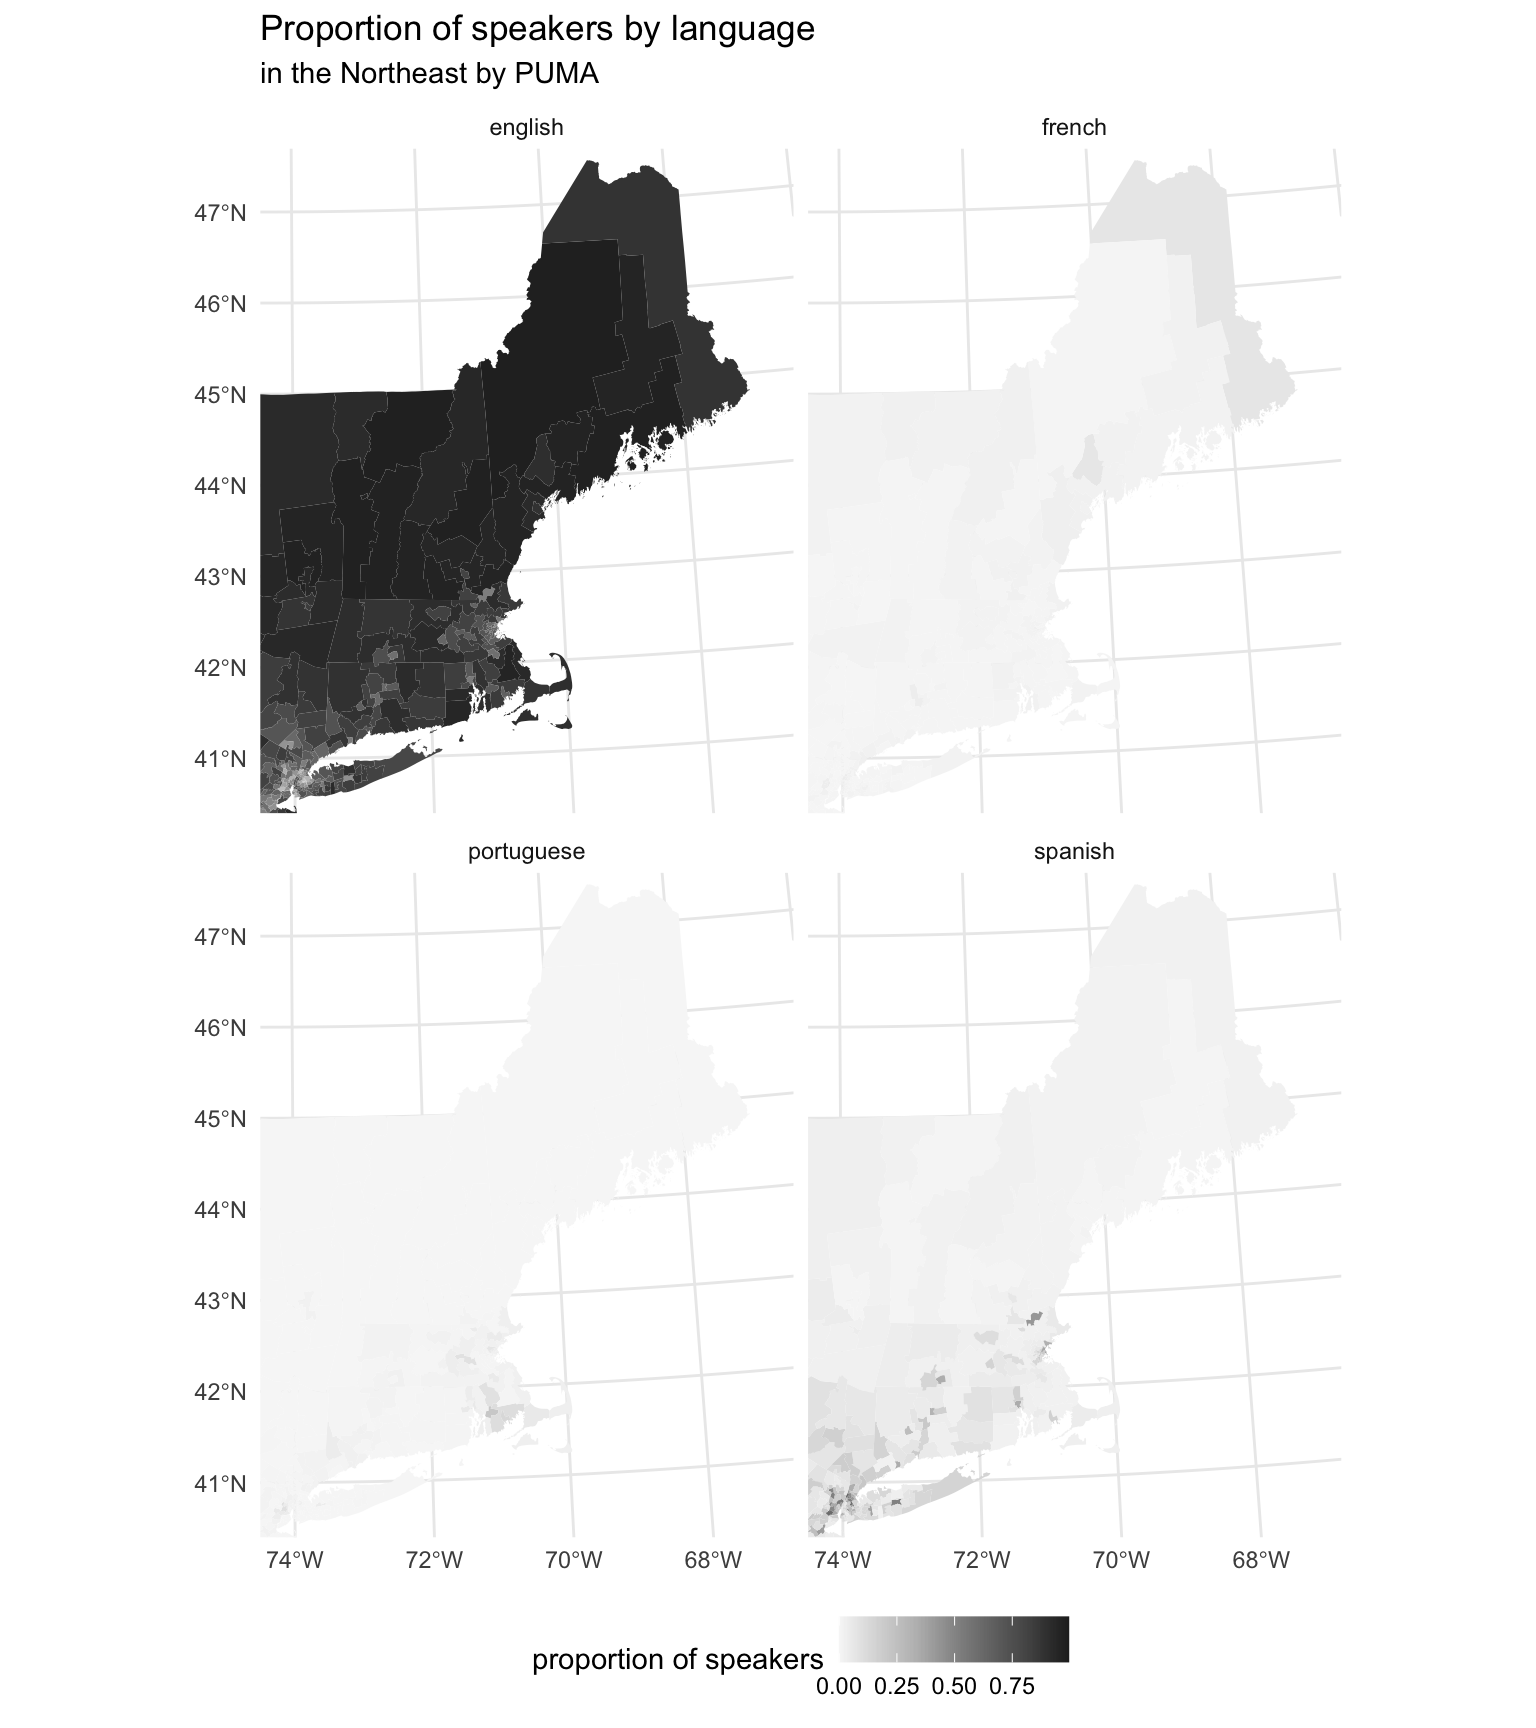 Proportion of speakers by language
in the Northeast by PUMA
english french
47°N
46°N
45°N
44°N
43°N
42°N
41°N
portuguese spanish
47°N
46°N
45°N
44°N
43°N
42°N
41°N
74°W 72°W 70°W 68°W 74°W 72°W 70°W 68°W
proportion of speakers
0.00 0.25 0.50 0.75